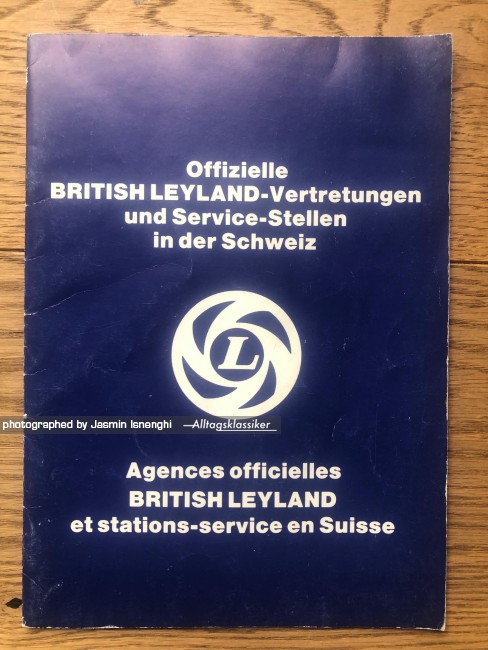 Offizielle
BRITISH LEYLAND-Vertretungen
und Service-Stellen
in der Schweiz
L
photographed by Jasmin Isnenghi —Alltagsklassiker
Agences officielles
BRITISH LEYLAND
et stations-service en Suisse